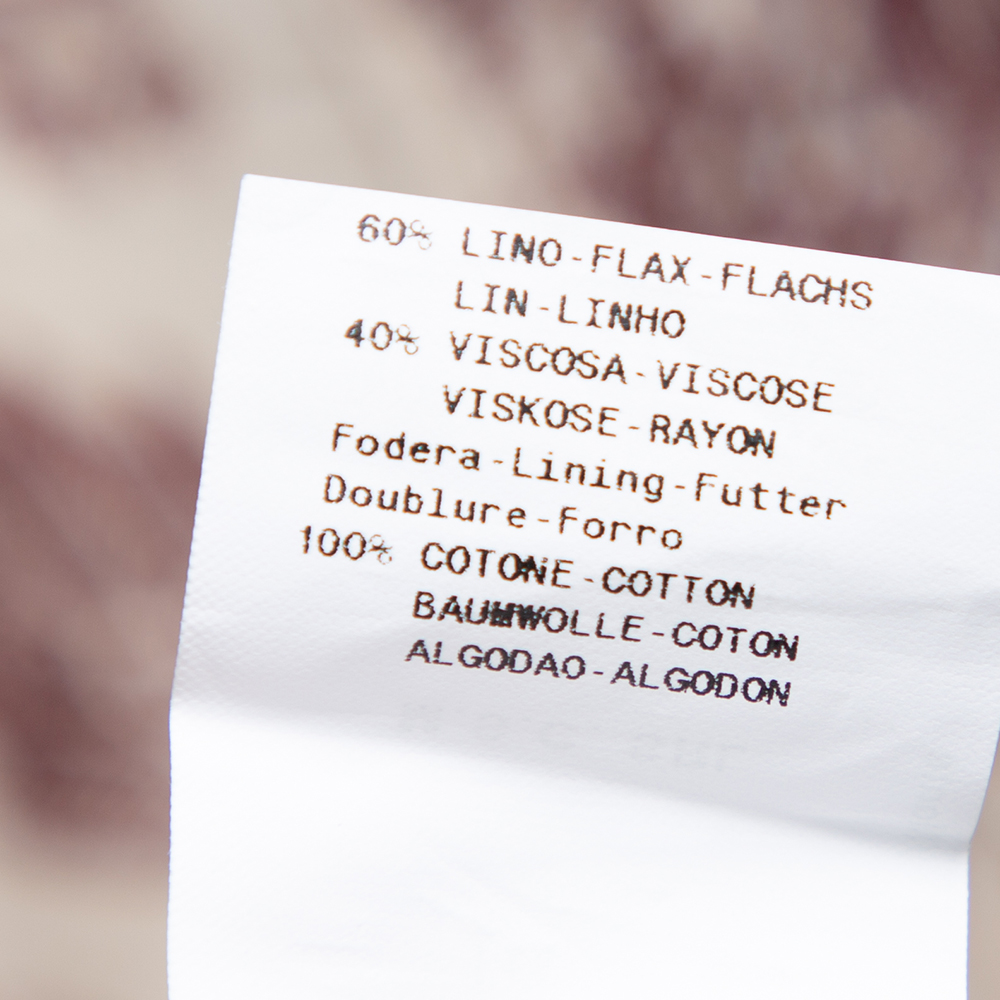 60% LINO-FLAX-FLACHS
LIN-LINHO
40% VISCOSA-VISCOSE
VISKOSE-RAYON
Fodera-Lining-Futter
Doublure-Forro
100% COTONE-COTTON
BAUMWOLLE-COTON
ALGODAO-ALGODON